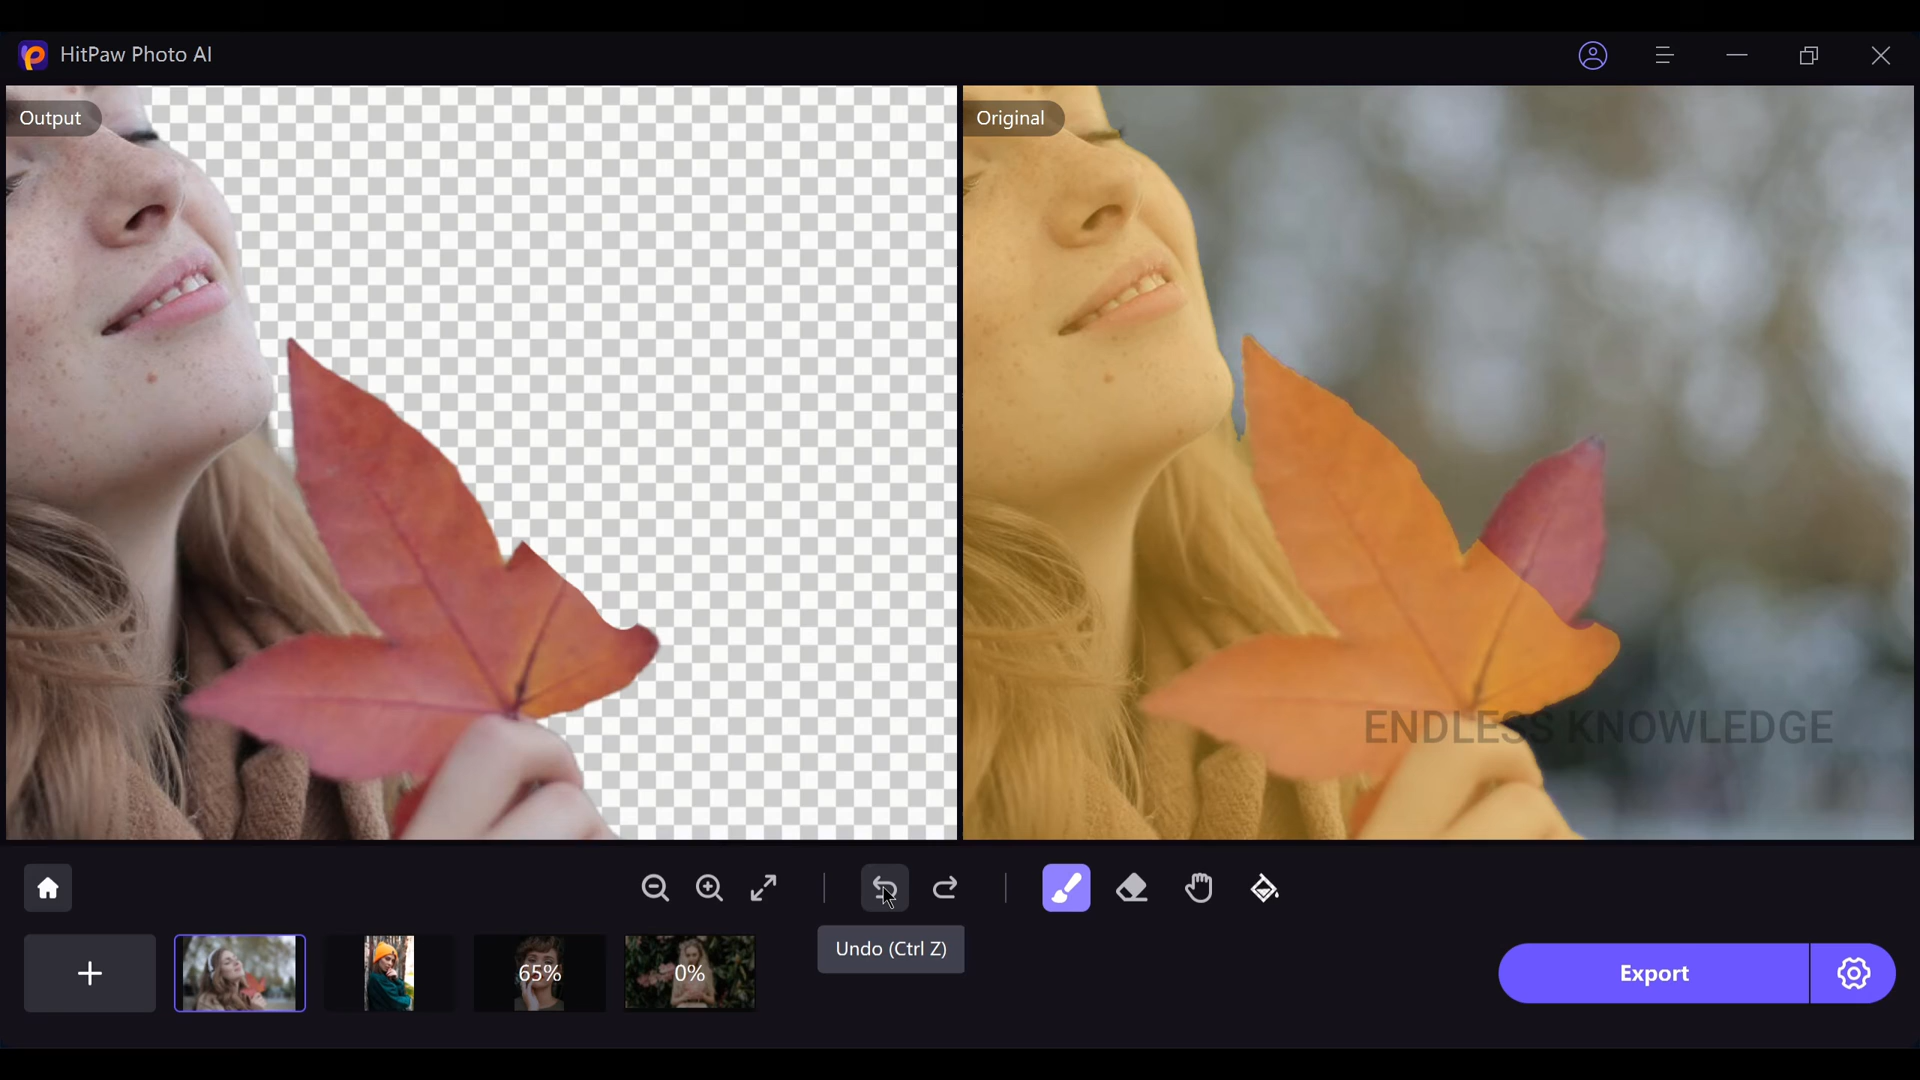 HitPaw Photo AI
Output
Original
ENDLESS KNOWLEDGE
Undo (Ctrl Z)
65%
0%
Export